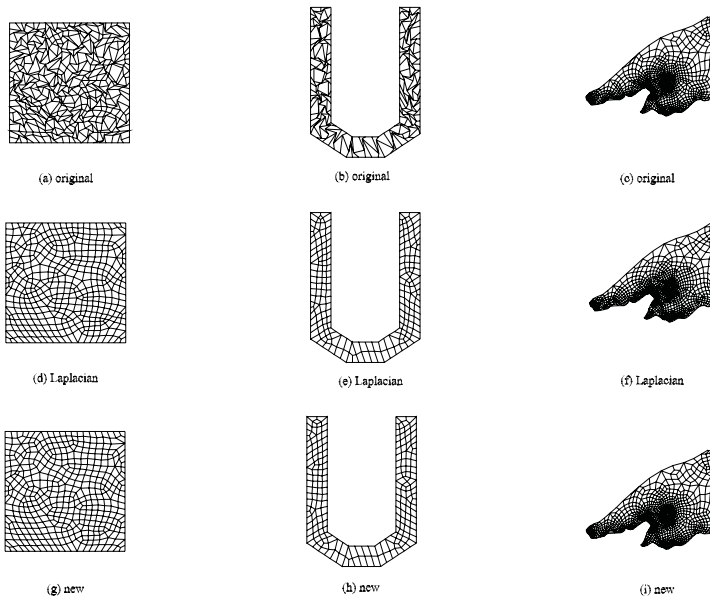 (a) original
(b) original
(c) original
(d) Laplacian
(e) Laplacian
(f) Laplacian
(g) new
(h) new
(i) new